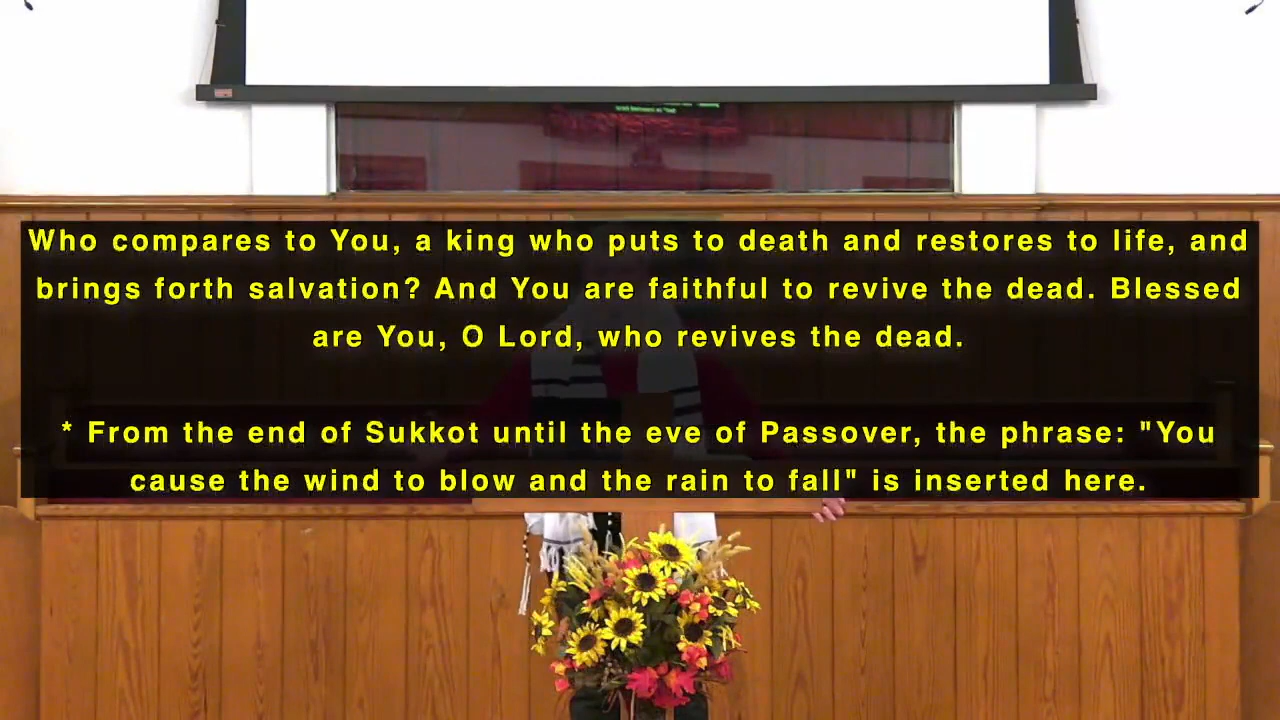 Who compares to You, a king who puts to death and restores to life, and
brings forth salvation? And You are faithful to revive the dead. Blessed
are You, O Lord, who revives the dead.
* From the end of Sukkot until the eve of Passover, the phrase: "You
cause the wind to blow and the rain to fall" is inserted here.